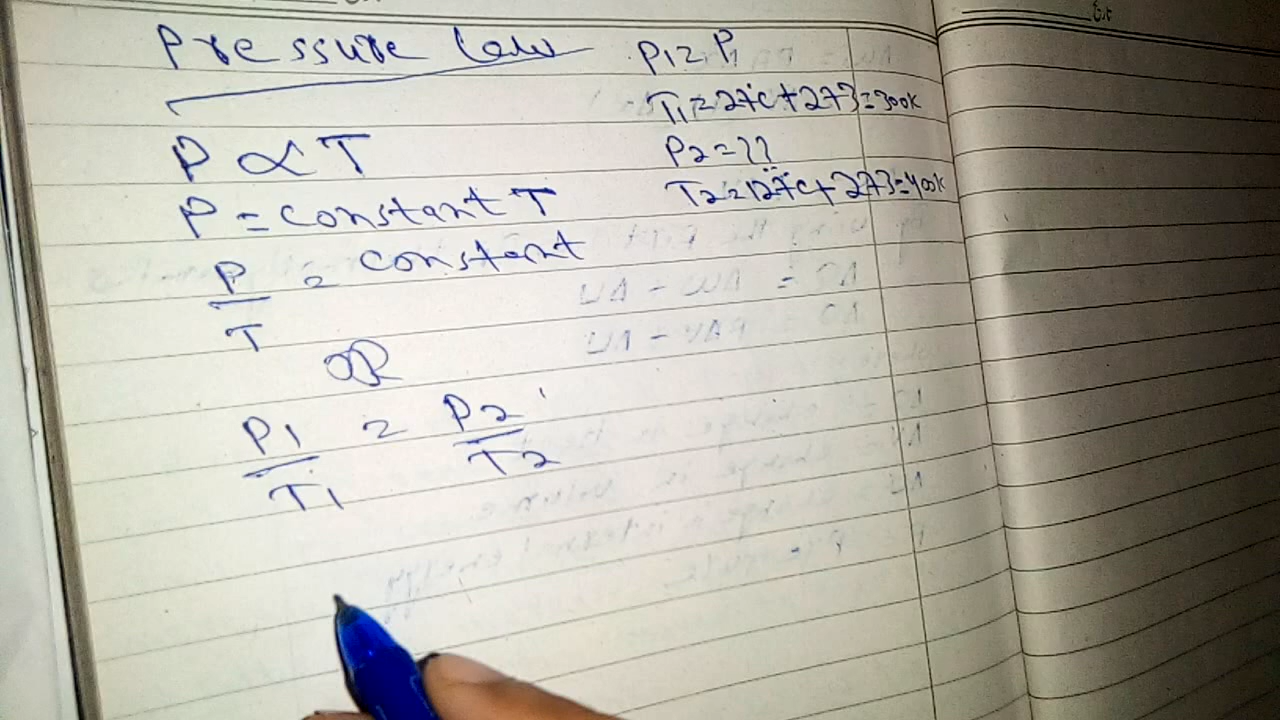 Pressure law
P ∝ T
P = constant T
P/T = constant
OR
P1/T1 = P2/T2
P1 = P1
T1 = 27°C + 273 = 300K
P2 = ??
T2 = 127°C + 273 = 400K